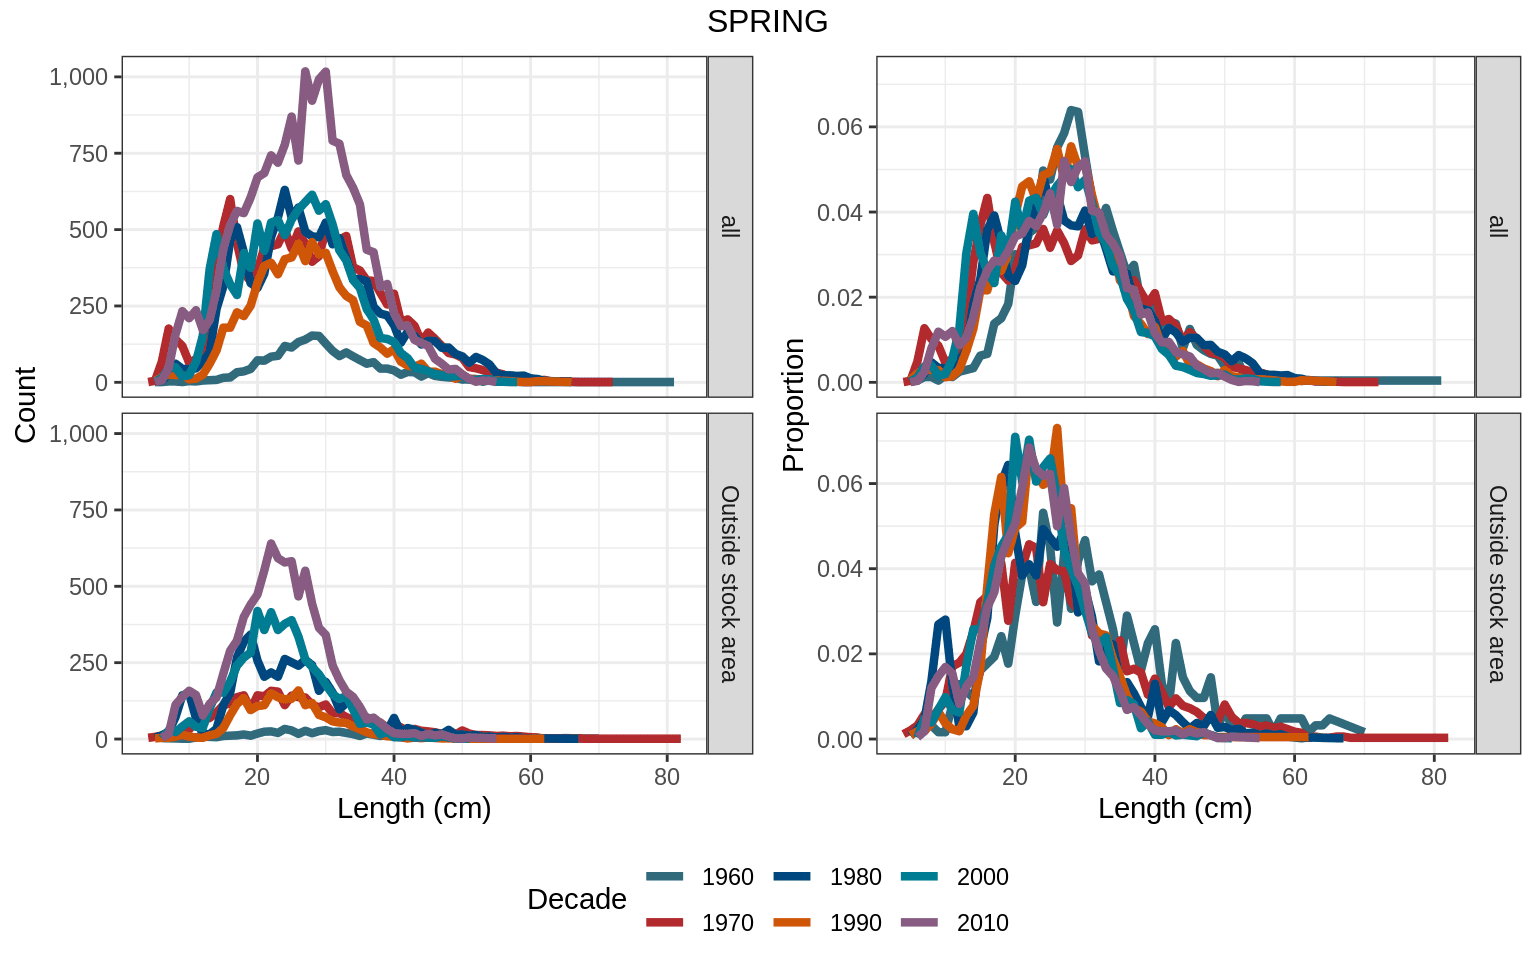 SPRING
Count
1,000
750
500
250
0
all
1,000
750
500
250
0
Outside stock area
20 40 60 80
Length (cm)
Proportion
0.06
0.04
0.02
0.00
all
0.06
0.04
0.02
0.00
Outside stock area
20 40 60 80
Length (cm)
Decade
1960 1980 2000
1970 1990 2010